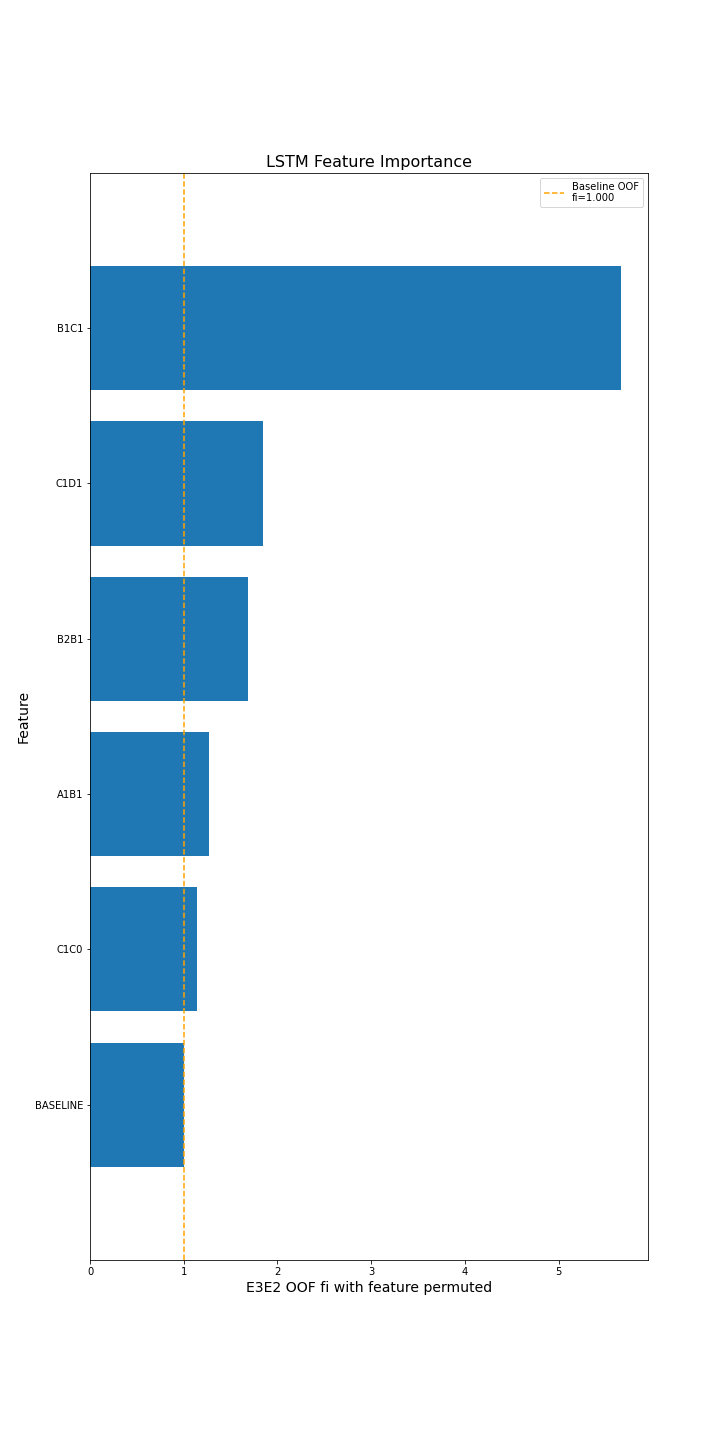 LSTM Feature Importance
Baseline OOF
fi=1.000
B1C1
C1D1
B2B1
A1B1
C1C0
BASELINE
Feature
0 1 2 3 4 5
E3E2 OOF fi with feature permuted